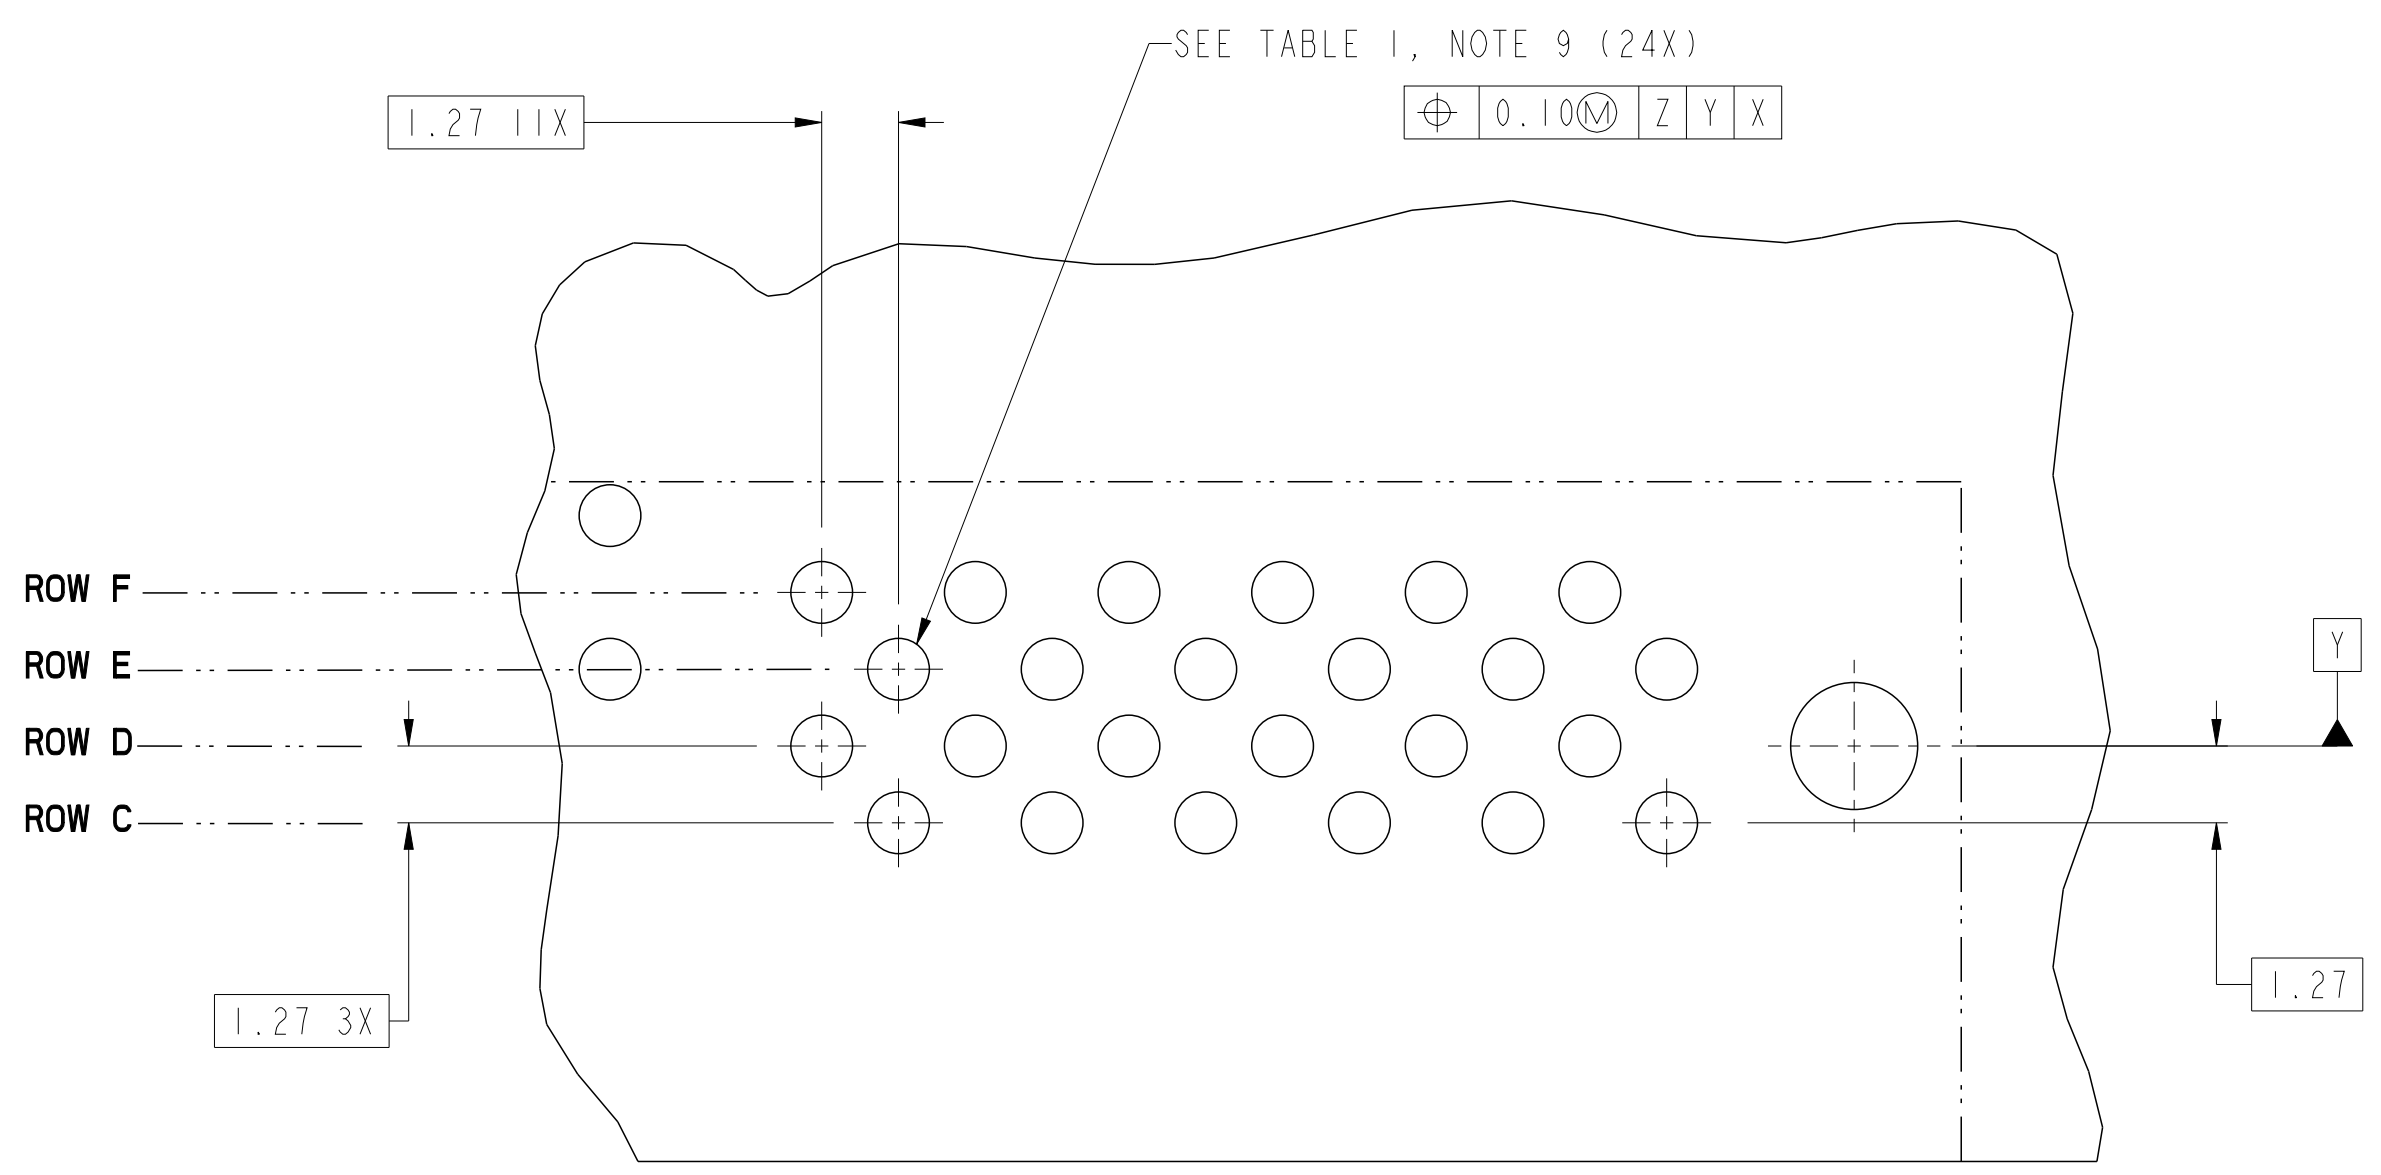 SEE TABLE 1, NOTE 9 (24X)
1.27 11X
⌖ 0.10Ⓜ Z Y X
ROW F
ROW E
Y
ROW D
ROW C
1.27
1.27 3X